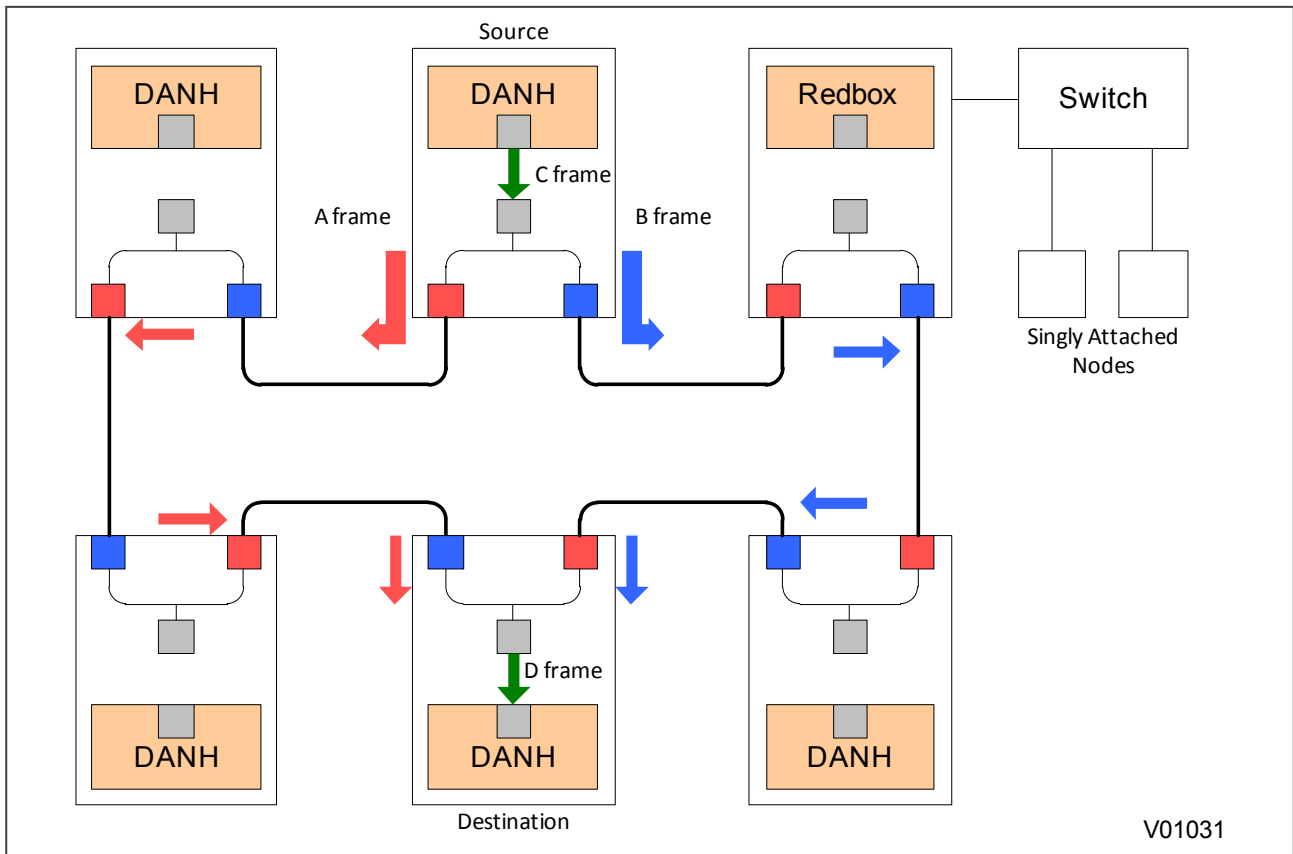 Source
DANH
DANH
Redbox
Switch
C frame
A frame
B frame
Singly Attached
Nodes
D frame
DANH
DANH
DANH
Destination
V01031